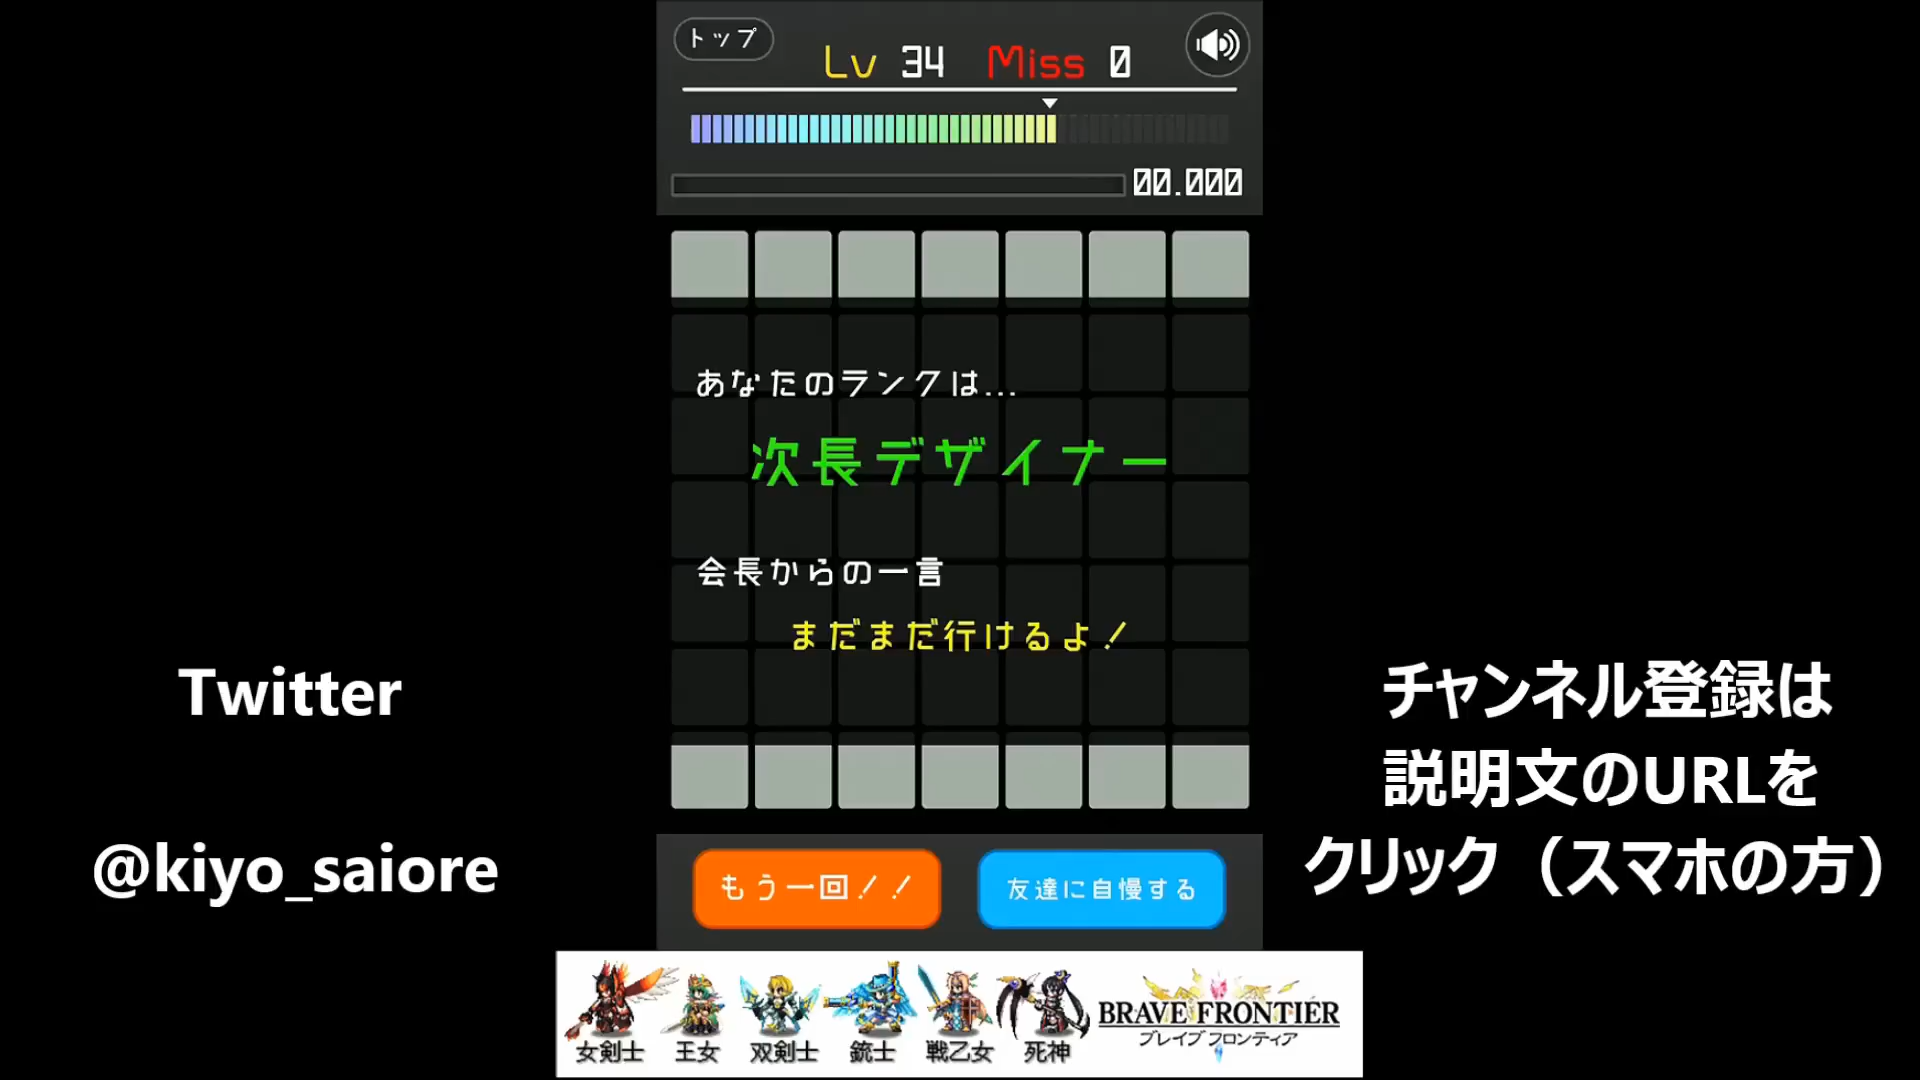 トップ
Lv 34 Miss 0
00.000
あなたのランクは...
次長デザイナー
会長からの一言
まだまだ行けるよ！
もう一回！！
友達に自慢する
Twitter
@kiyo_saiore
チャンネル登録は
説明文のURLを
クリック（スマホの方）
女剣士 王女 双剣士 銃士 戦乙女 死神
BRAVE FRONTIER
ブレイブ フロンティア